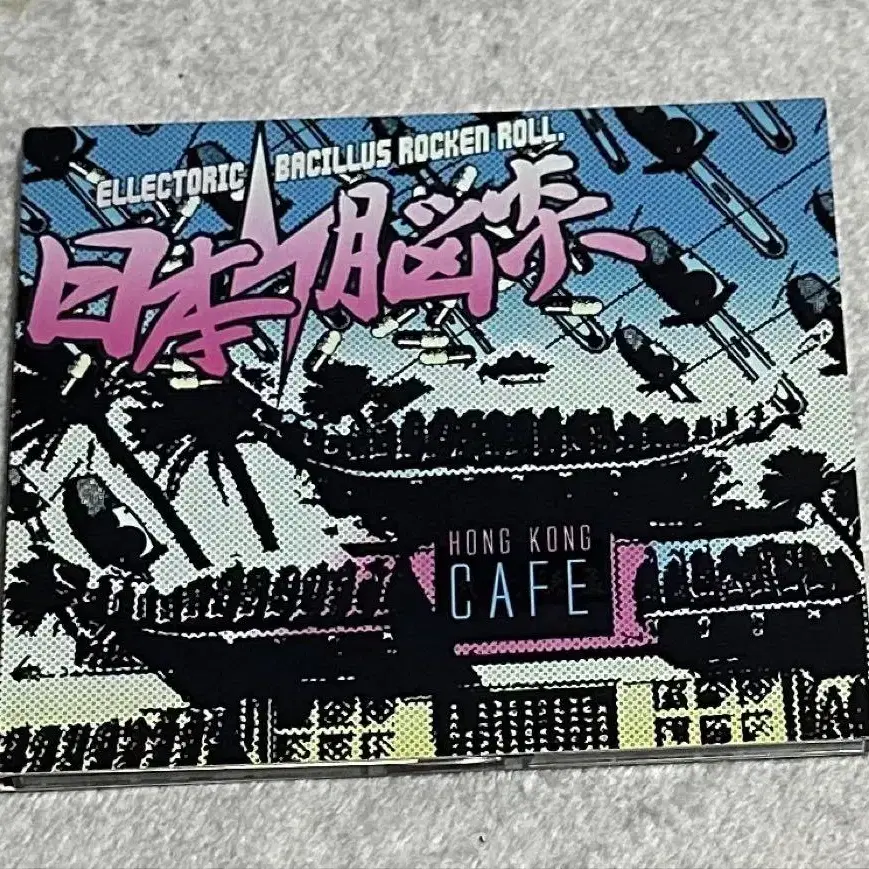 ELLECTORIC BACILLUS ROCKEN ROLL.
日本脳炎
HONG KONG
CAFE